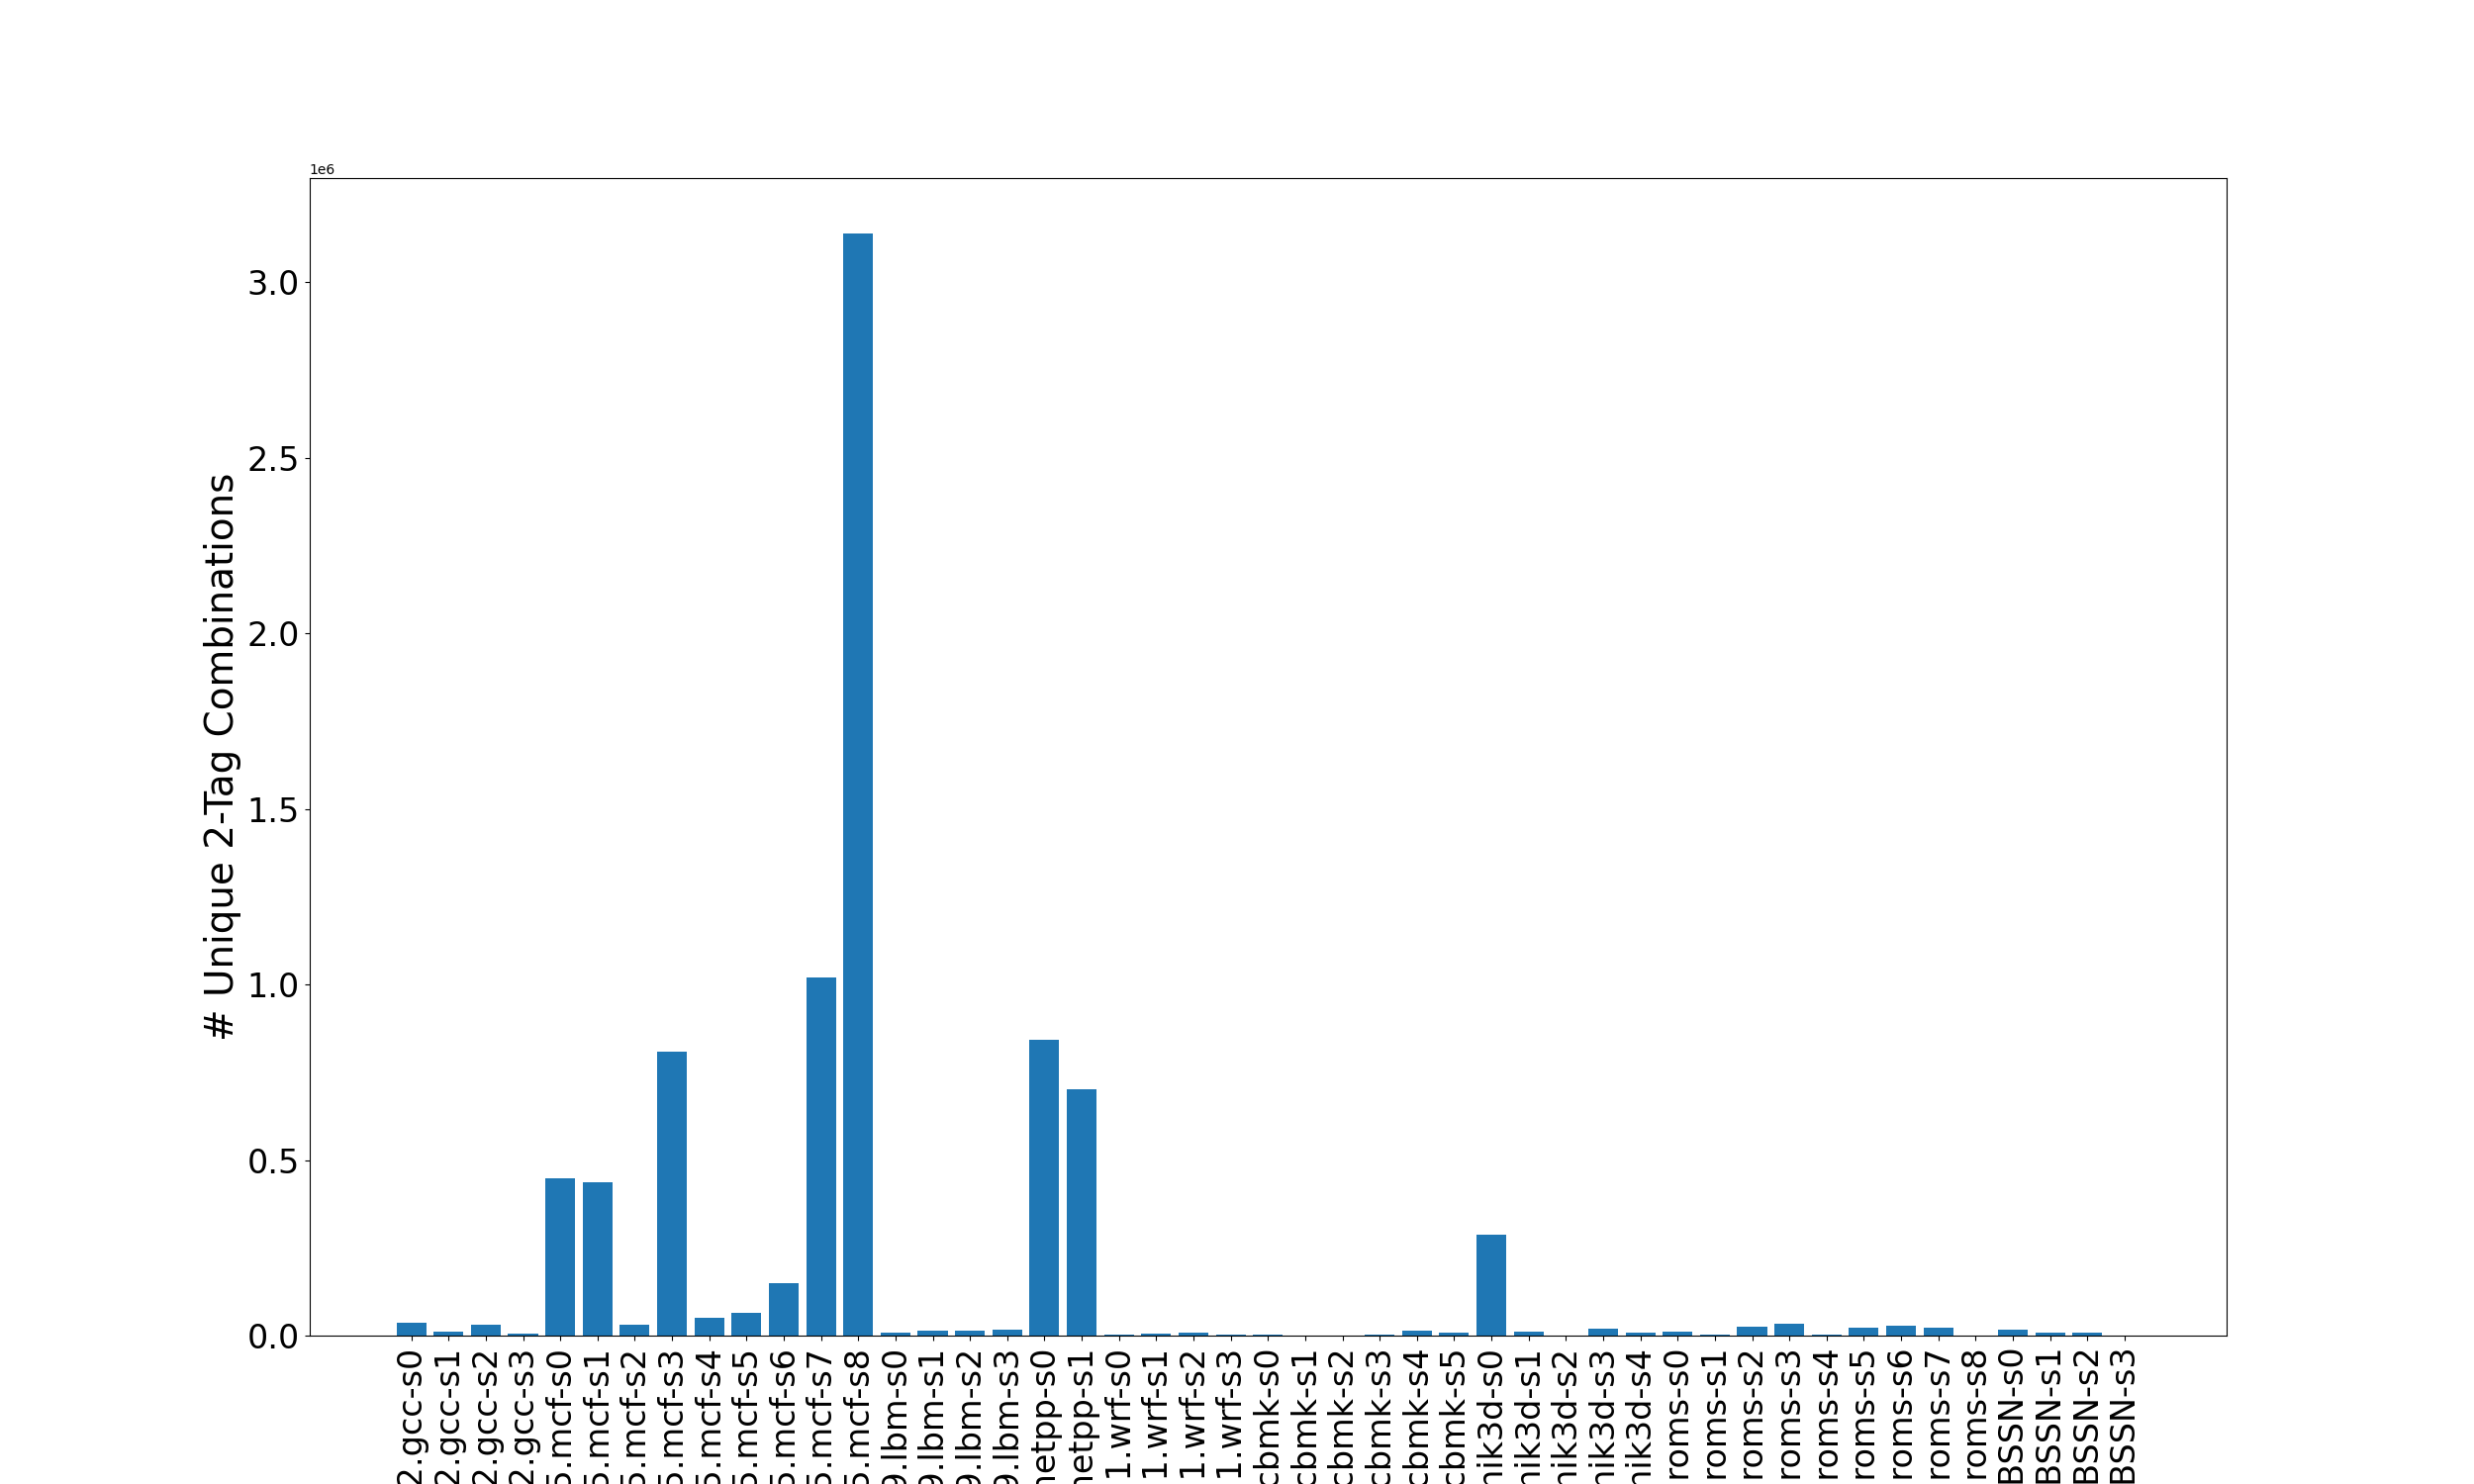 1e6
# Unique 2-Tag Combinations
3.0
2.5
2.0
1.5
1.0
0.5
0.0
2.gcc-s0
2.gcc-s1
2.gcc-s2
2.gcc-s3
5.mcf-s0
5.mcf-s1
5.mcf-s2
5.mcf-s3
5.mcf-s4
5.mcf-s5
5.mcf-s6
5.mcf-s7
5.mcf-s8
9.lbm-s0
9.lbm-s1
9.lbm-s2
9.lbm-s3
netpp-s0
netpp-s1
1.wrf-s0
1.wrf-s1
1.wrf-s2
1.wrf-s3
cbmk-s0
cbmk-s1
cbmk-s2
cbmk-s3
cbmk-s4
cbmk-s5
nik3d-s0
nik3d-s1
nik3d-s2
nik3d-s3
nik3d-s4
roms-s0
roms-s1
roms-s2
roms-s3
roms-s4
roms-s5
roms-s6
roms-s7
roms-s8
BSSN-s0
BSSN-s1
BSSN-s2
BSSN-s3